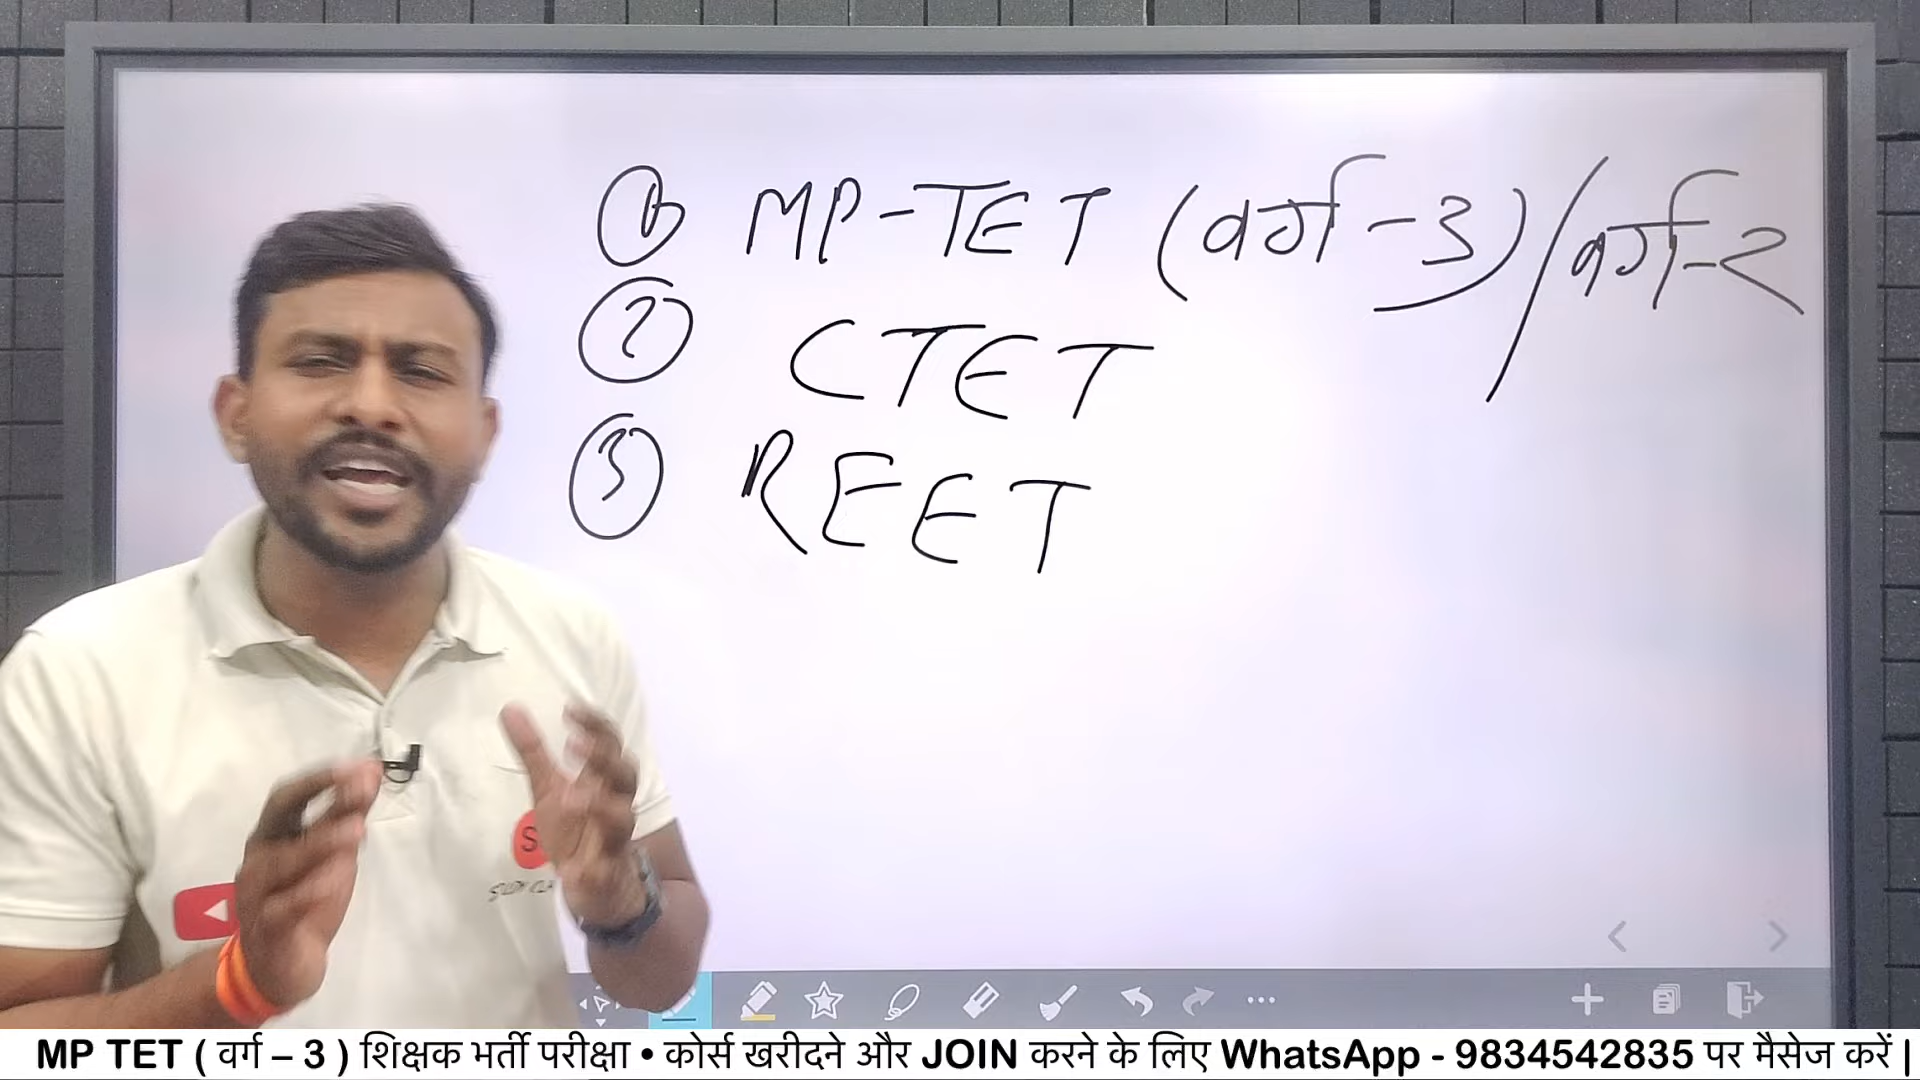 ① MP-TET (वर्ग-3)/वर्ग-2
② CTET
③ REET
S
MP TET ( वर्ग – 3 ) शिक्षक भर्ती परीक्षा • कोर्स खरीदने और JOIN करने के लिए WhatsApp - 9834542835 पर मैसेज करें |